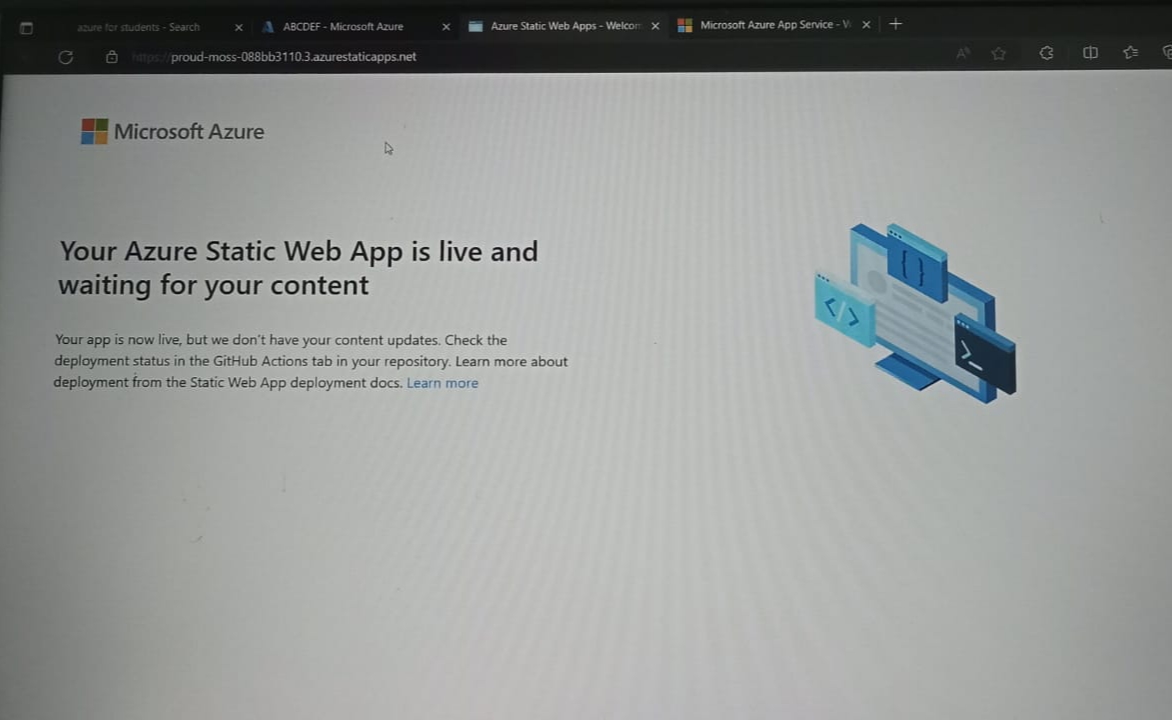 azure for students - Search
ABCDEF - Microsoft Azure
Azure Static Web Apps - Welcom
Microsoft Azure App Service - W
https://proud-moss-088bb3110.3.azurestaticapps.net
Microsoft Azure
Your Azure Static Web App is live and
waiting for your content
Your app is now live, but we don't have your content updates. Check the
deployment status in the GitHub Actions tab in your repository. Learn more about
deployment from the Static Web App deployment docs. Learn more